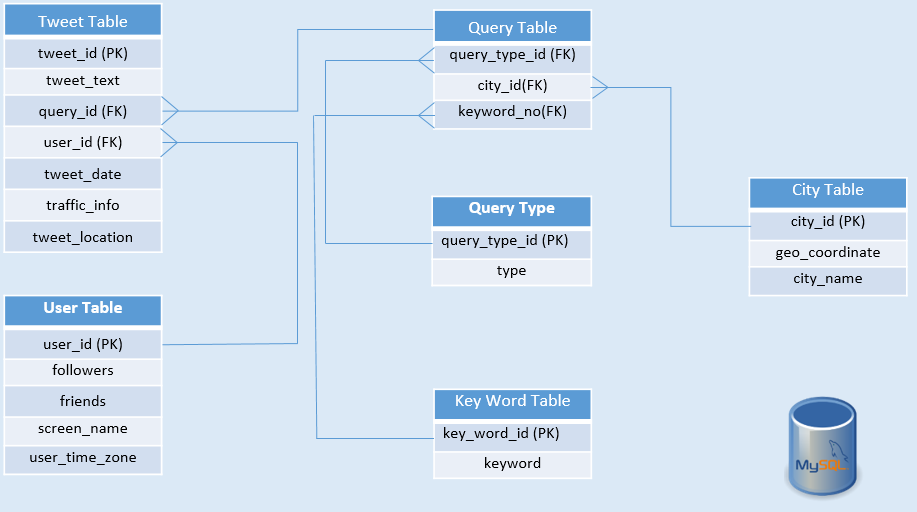 Tweet Table
tweet_id (PK)
tweet_text
query_id (FK)
user_id (FK)
tweet_date
traffic_info
tweet_location
User Table
user_id (PK)
followers
friends
screen_name
user_time_zone
Query Table
query_type_id (FK)
city_id(FK)
keyword_no(FK)
Query Type
query_type_id (PK)
type
Key Word Table
key_word_id (PK)
keyword
City Table
city_id (PK)
geo_coordinate
city_name
MySQL